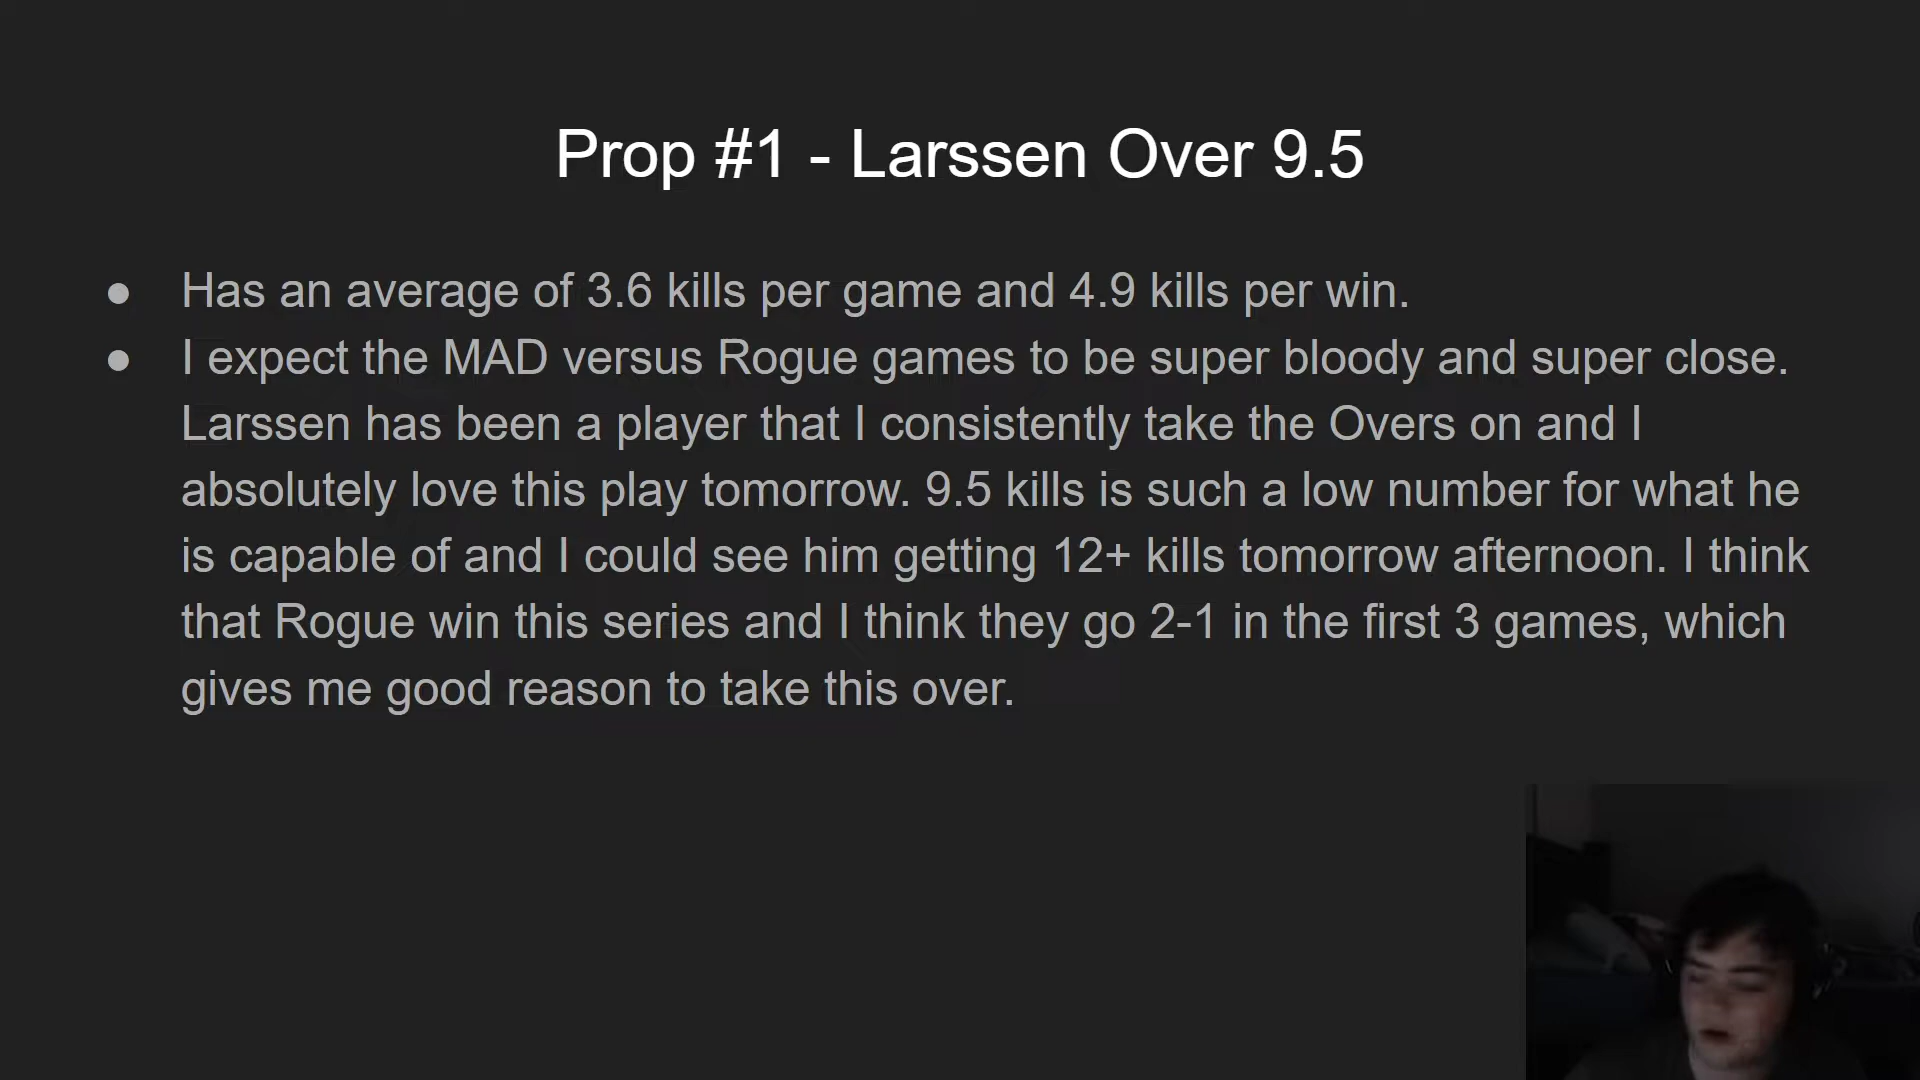 Prop #1 - Larssen Over 9.5
● Has an average of 3.6 kills per game and 4.9 kills per win.
● I expect the MAD versus Rogue games to be super bloody and super close.
Larssen has been a player that I consistently take the Overs on and I
absolutely love this play tomorrow. 9.5 kills is such a low number for what he
is capable of and I could see him getting 12+ kills tomorrow afternoon. I think
that Rogue win this series and I think they go 2-1 in the first 3 games, which
gives me good reason to take this over.